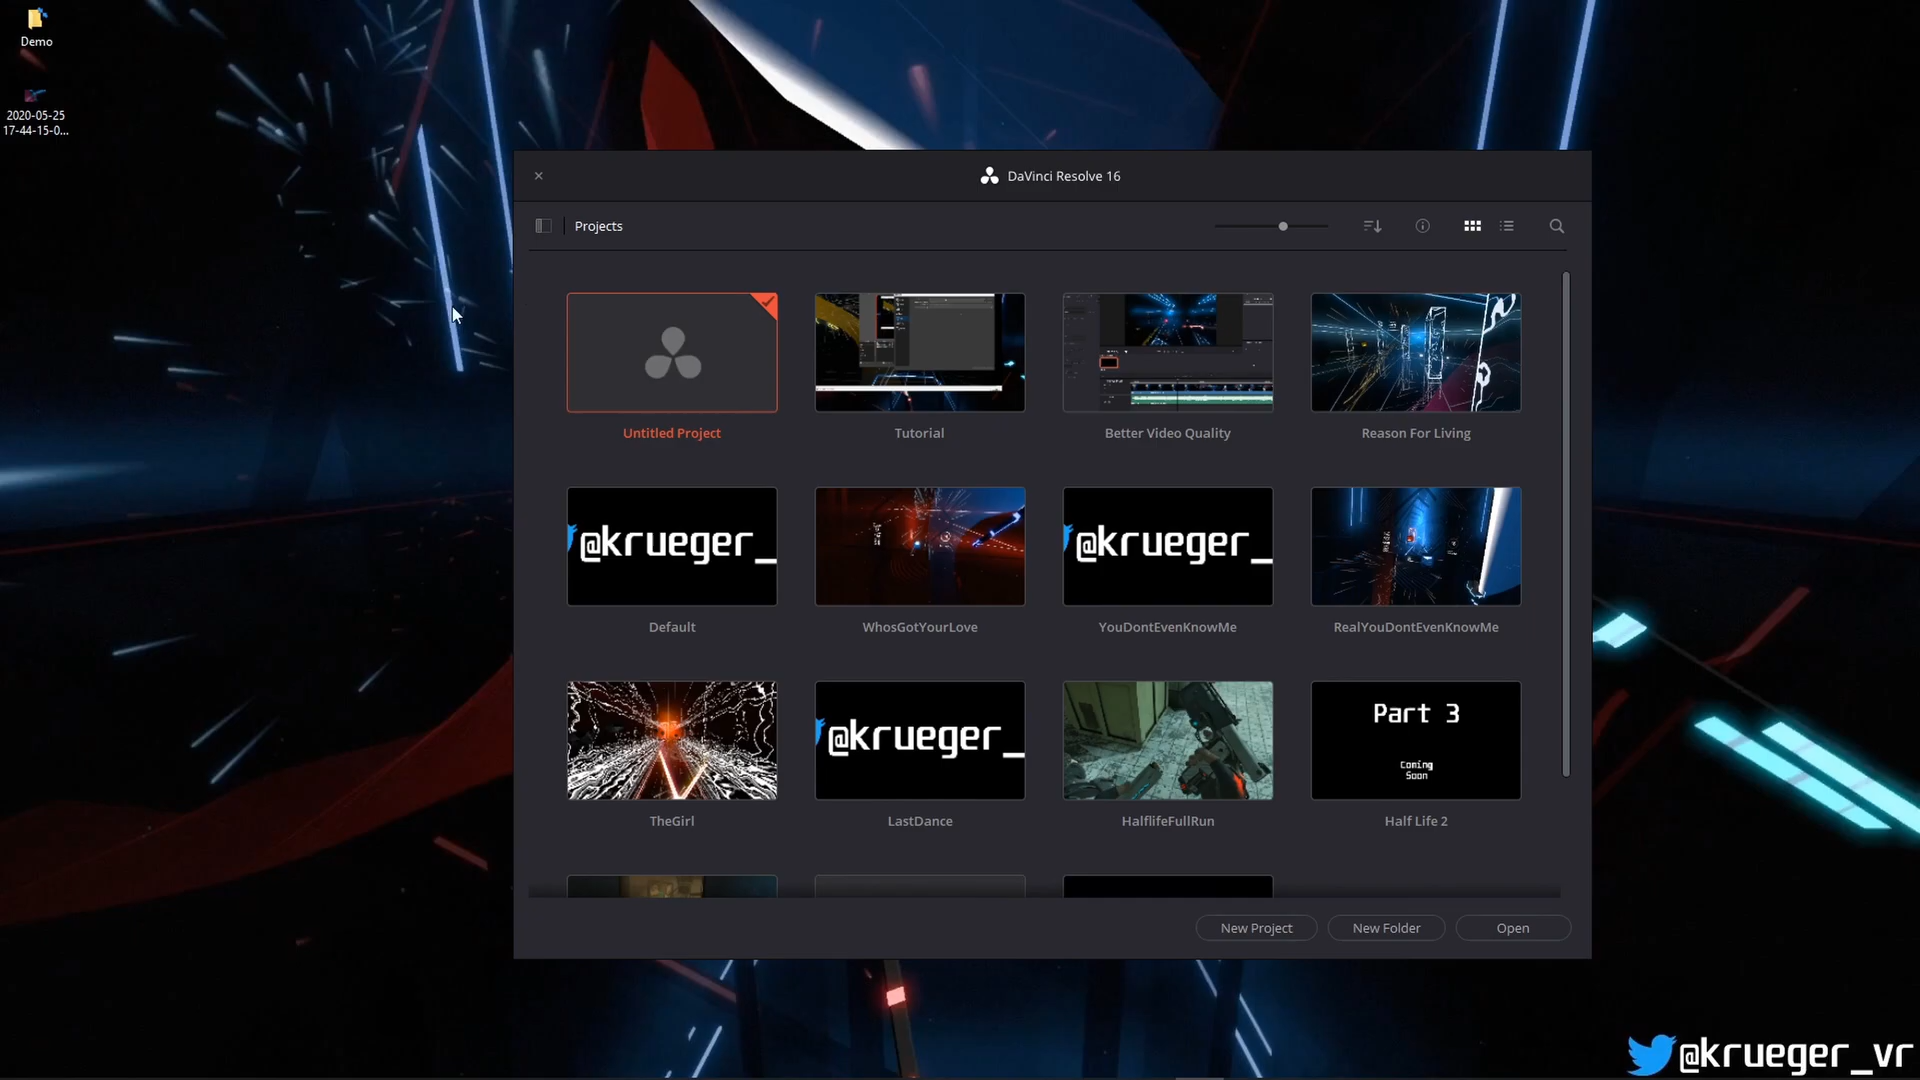 Demo
2020-05-25
17-44-15-0...
DaVinci Resolve 16
Projects
Untitled Project
Tutorial
Better Video Quality
Reason For Living
@krueger_
@krueger_
Default
WhosGotYourLove
YouDontEvenKnowMe
RealYouDontEvenKnowMe
@krueger_
Part 3
Coming
Soon
TheGirl
LastDance
HalflifeFullRun
Half Life 2
New Project
New Folder
Open
@krueger_vr